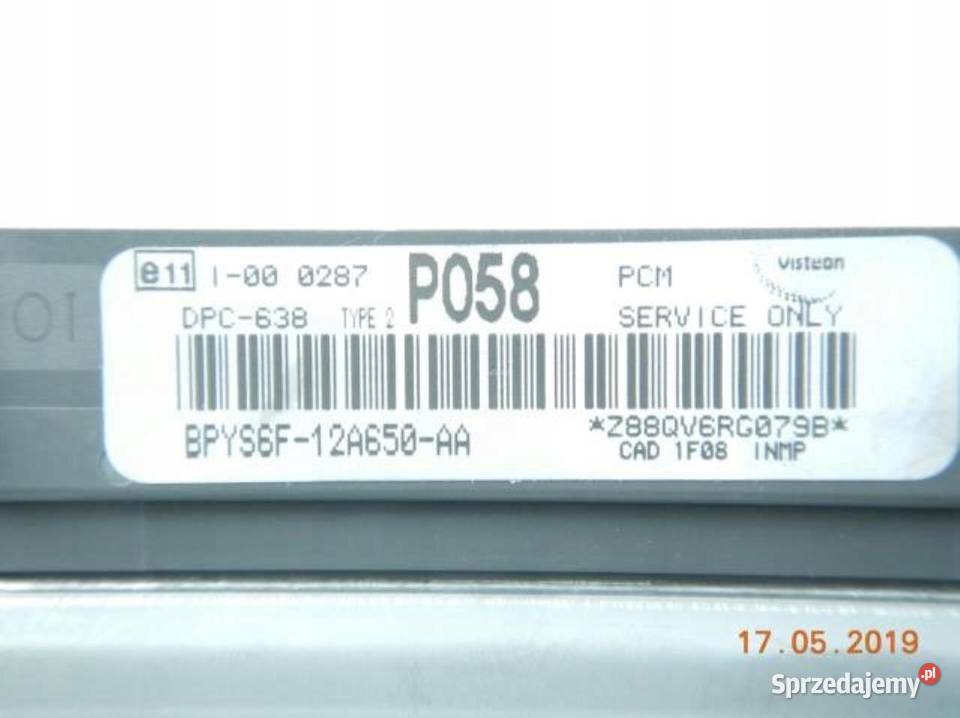 e11 I-00 0287 P058 PCM Visteon
DPC-638 TYPE 2 SERVICE ONLY
BPYS6F-12A650-AA *Z88QV6RG079B*
CAD 1F08 INMP
17.05.2019
Sprzedajemy.pl